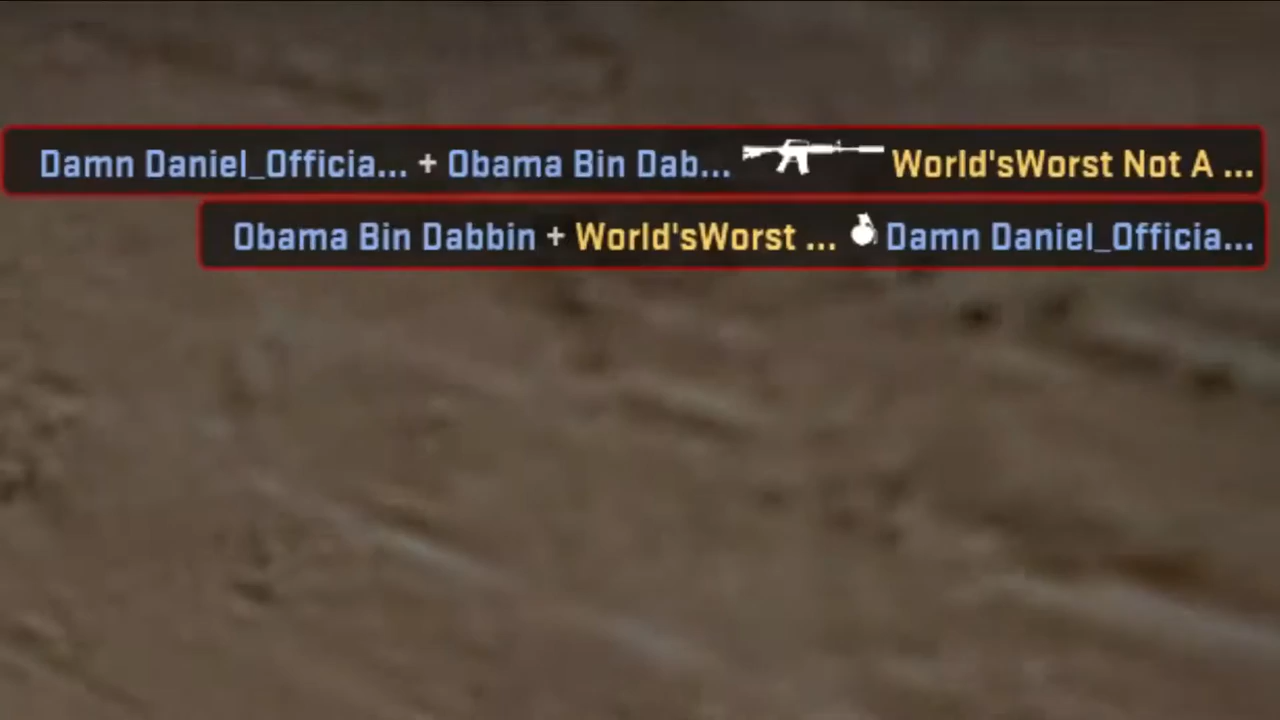 Damn Daniel_Officia... + Obama Bin Dab... World'sWorst Not A ...
Obama Bin Dabbin + World'sWorst ... Damn Daniel_Officia...